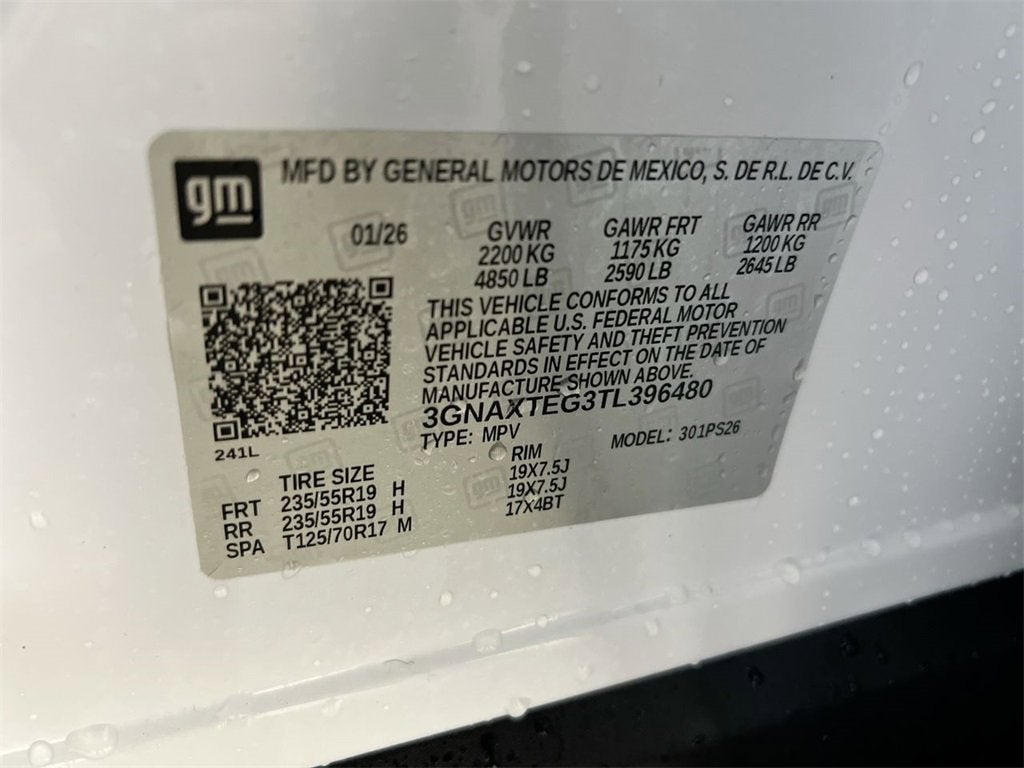 gm
MFD BY GENERAL MOTORS DE MEXICO, S. DE R.L. DE C.V.
01/26
GVWR
2200 KG
4850 LB
GAWR FRT
1175 KG
2590 LB
GAWR RR
1200 KG
2645 LB
THIS VEHICLE CONFORMS TO ALL
APPLICABLE U.S. FEDERAL MOTOR
VEHICLE SAFETY AND THEFT PREVENTION
STANDARDS IN EFFECT ON THE DATE OF
MANUFACTURE SHOWN ABOVE.
3GNAXTEG3TL396480
TYPE: MPV
MODEL: 301PS26
241L
TIRE SIZE RIM
FRT 235/55R19 H 19X7.5J
RR 235/55R19 H 19X7.5J
SPA T125/70R17 M 17X4BT